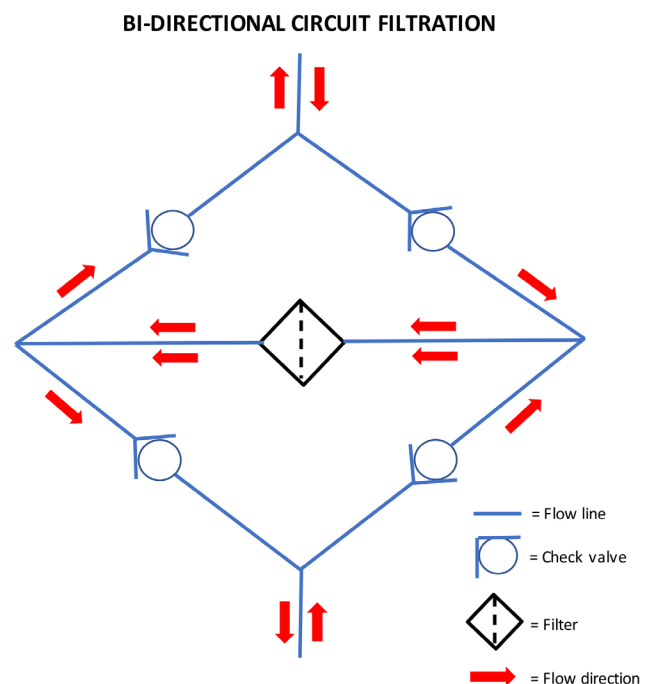 BI-DIRECTIONAL CIRCUIT FILTRATION
= Flow line
= Check valve
= Filter
= Flow direction